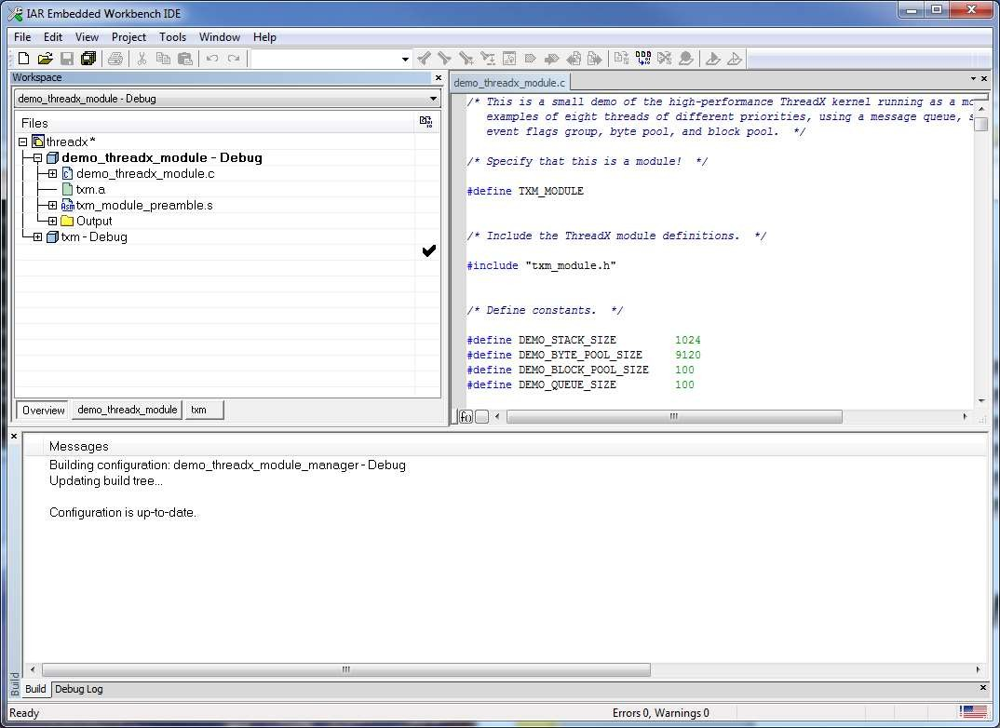 IAR Embedded Workbench IDE
File Edit View Project Tools Window Help
Workspace
demo_threadx_module - Debug
Files
threadx *
demo_threadx_module - Debug
demo_threadx_module.c
txm.a
txm_module_preamble.s
Output
txm - Debug
Overview demo_threadx_module txm
demo_threadx_module.c
/* This is a small demo of the high-performance ThreadX kernel running as a
examples of eight threads of different priorities, using a message queue,
event flags group, byte pool, and block pool. */
/* Specify that this is a module! */
#define TXM_MODULE
/* Include the ThreadX module definitions. */
#include "txm_module.h"
/* Define constants. */
#define DEMO_STACK_SIZE 1024
#define DEMO_BYTE_POOL_SIZE 9120
#define DEMO_BLOCK_POOL_SIZE 100
#define DEMO_QUEUE_SIZE 100
f()
Messages
Building configuration: demo_threadx_module_manager - Debug
Updating build tree...
Configuration is up-to-date.
Build
Build Debug Log
Ready Errors 0, Warnings 0